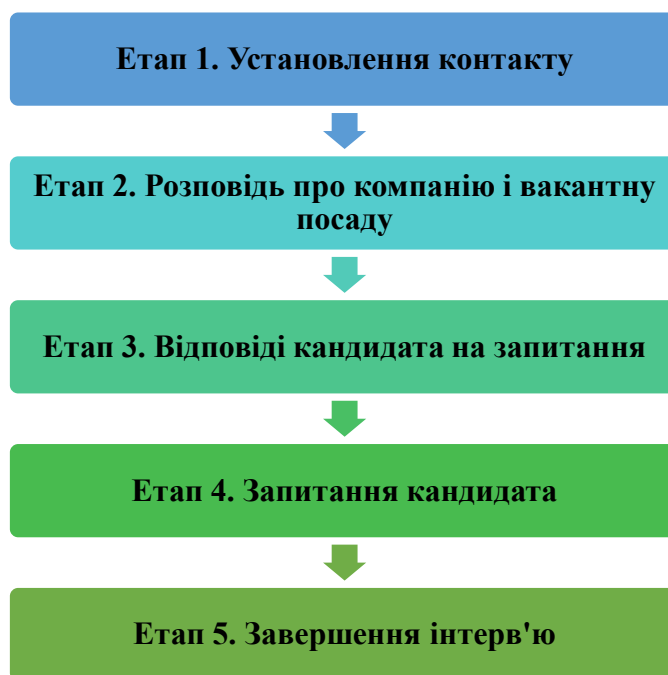 Етап 1. Установлення контакту
Етап 2. Розповідь про компанію і вакантну
посаду
Етап 3. Відповіді кандидата на запитання
Етап 4. Запитання кандидата
Етап 5. Завершення інтерв'ю